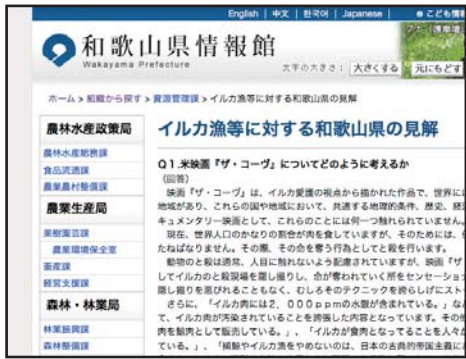 English | 中文 | 한국어 | Japanese |
こども情
和歌山県情報館
Wakayama Prefecture
文字の大きさ: 大きくする 元にもどす
ホーム > 組織から探す > 資源管理課 > イルカ漁等に対する和歌山県の見解
農林水産政策局
農林水産総務課
食品流通課
農業農村整備課
農業生産局
果樹園芸課
農業環境保全室
畜産課
経営支援課
森林・林業局
林業振興課
森林整備課
イルカ漁等に対する和歌山県の見解
Q1.米映画『ザ・コーヴ』についてどのように考えるか
(回答)
映画『ザ・コーヴ』は、イルカ愛護の視点から描かれた作品で、世界に
地域があり、これらの国や地域において、共通する地理的条件、歴史、経
キュメンタリー映画として、これらのことには何一つ触れられていません。
現在、世界人口のかなりの割合が肉を食していますが、そのためには、
たねばなりません。その際、その命を奪う行為としてと殺を行います。
動物のと殺は通常、人目に触れないよう配慮されていますが、映画『ザ
してイルカのと殺現場を隠し撮りし、命が奪われていく所をセンセーショ
隠し撮りを悪びれることもなく、むしろそのテクニックを誇らしげにスト
さらに、「イルカ肉には2,000ppmの水銀が含まれている。」な
て、イルカ肉が汚染されていることを誇張した内容となっています。その
肉を鯨肉として販売している。」、「イルカが食肉となってることを人々が
ている。」、「捕鯨やイルカ漁をやめないのは、日本の古典的帝国主義に